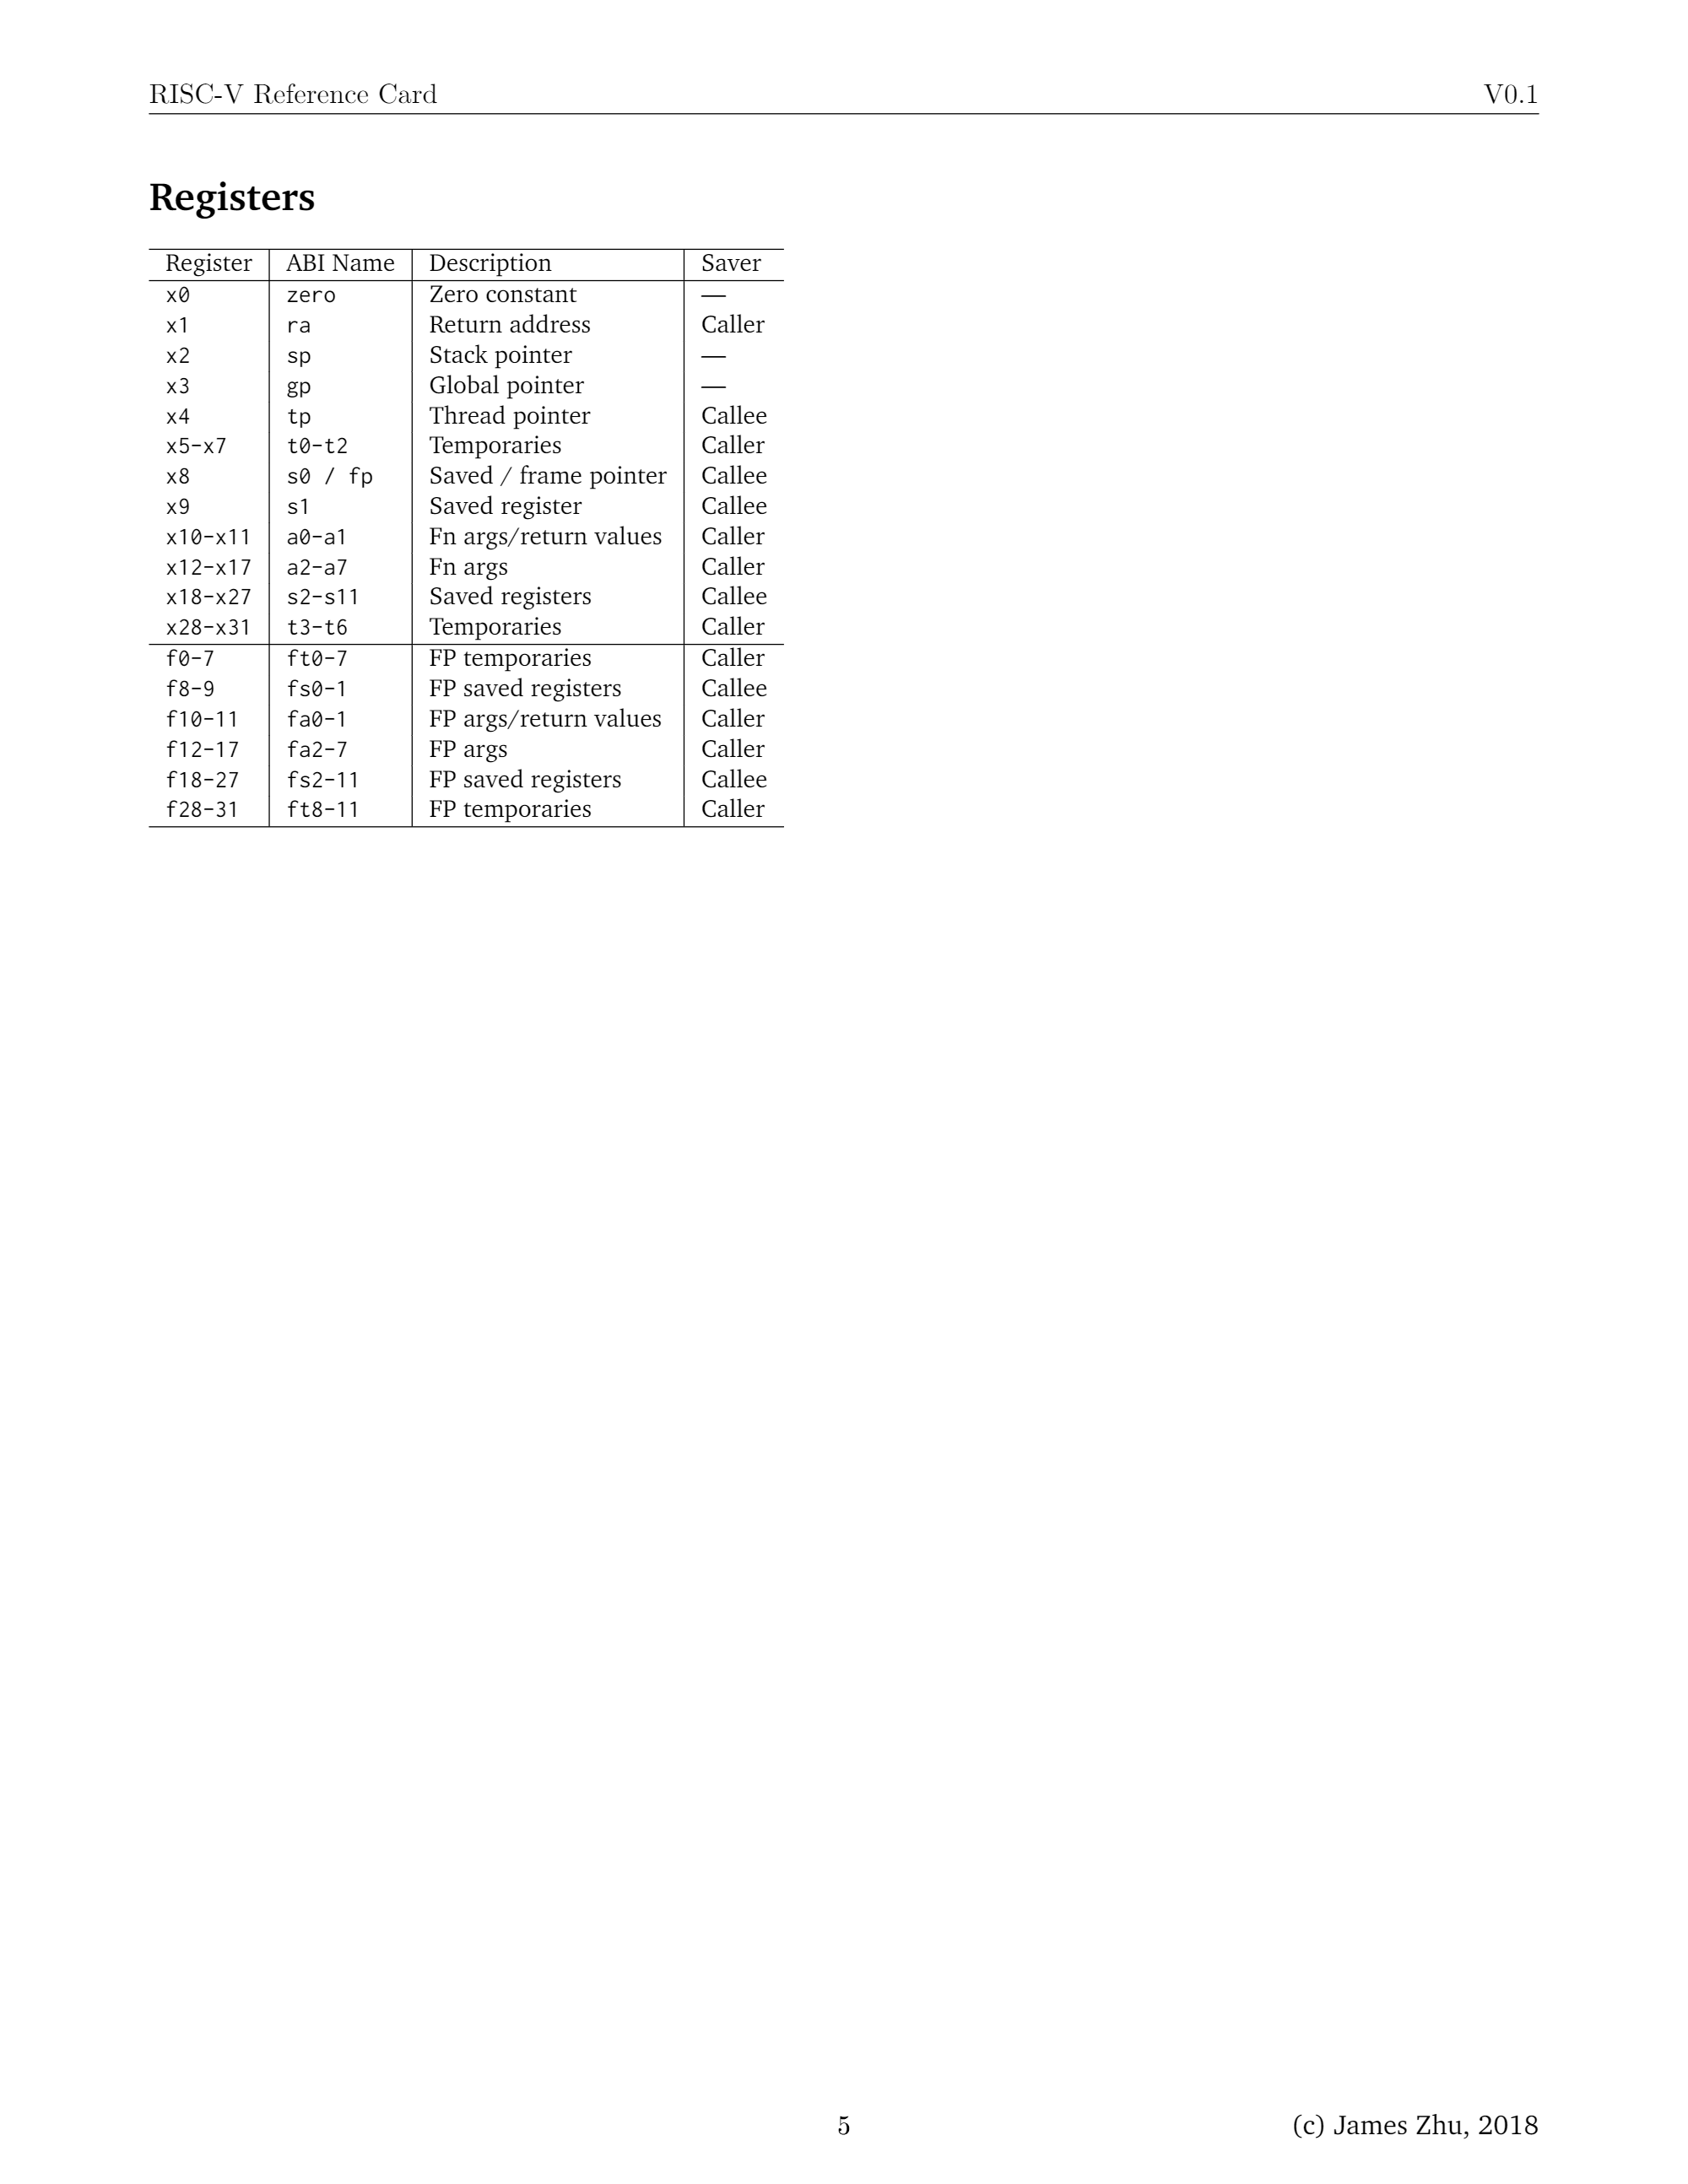 RISC-V Reference Card V0.1
Registers
Register ABI Name Description Saver
x0 zero Zero constant —
x1 ra Return address Caller
x2 sp Stack pointer —
x3 gp Global pointer —
x4 tp Thread pointer Callee
x5-x7 t0-t2 Temporaries Caller
x8 s0 / fp Saved / frame pointer Callee
x9 s1 Saved register Callee
x10-x11 a0-a1 Fn args/return values Caller
x12-x17 a2-a7 Fn args Caller
x18-x27 s2-s11 Saved registers Callee
x28-x31 t3-t6 Temporaries Caller
f0-7 ft0-7 FP temporaries Caller
f8-9 fs0-1 FP saved registers Callee
f10-11 fa0-1 FP args/return values Caller
f12-17 fa2-7 FP args Caller
f18-27 fs2-11 FP saved registers Callee
f28-31 ft8-11 FP temporaries Caller
5 (c) James Zhu, 2018